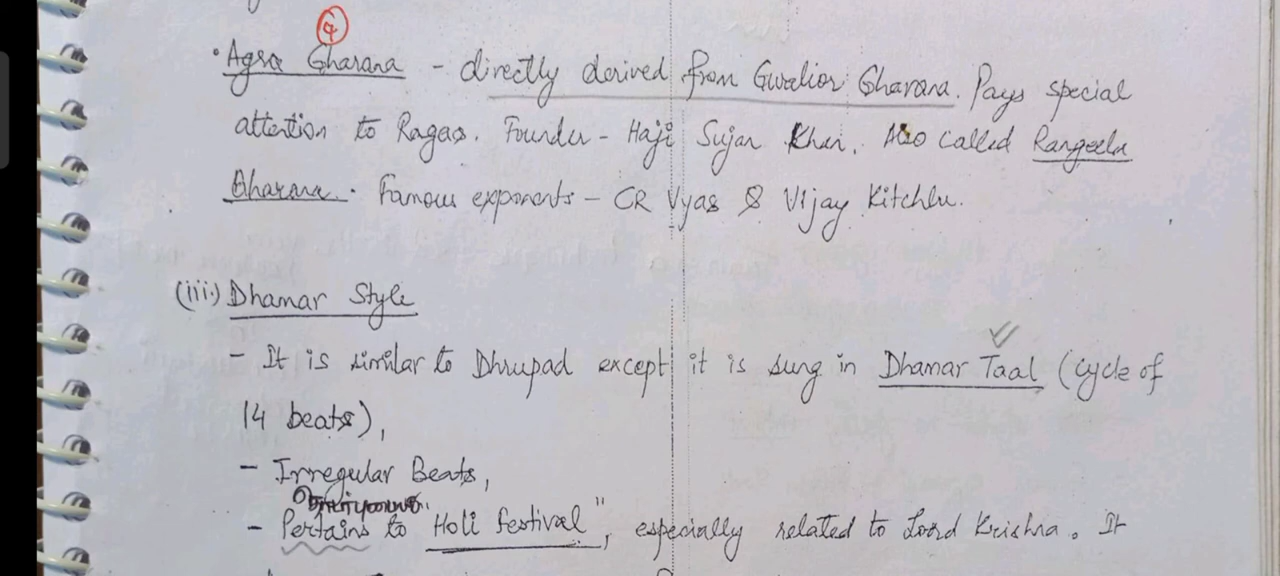 4
• Agra Gharana - directly derived from Gwalior Gharana. Pays special
attention to Ragas. Founder - Haji Sujan Khan. Also called Rangeela
Gharana. Famous exponents - CR Vyas & Vijay Kitchlu.
(iii) Dhamar Style
- It is similar to Dhrupad except it is sung in Dhamar Taal (cycle of
14 beats),
- Irregular Beats,
- Pertains to Holi festival", especially related to Lord Krishna. It